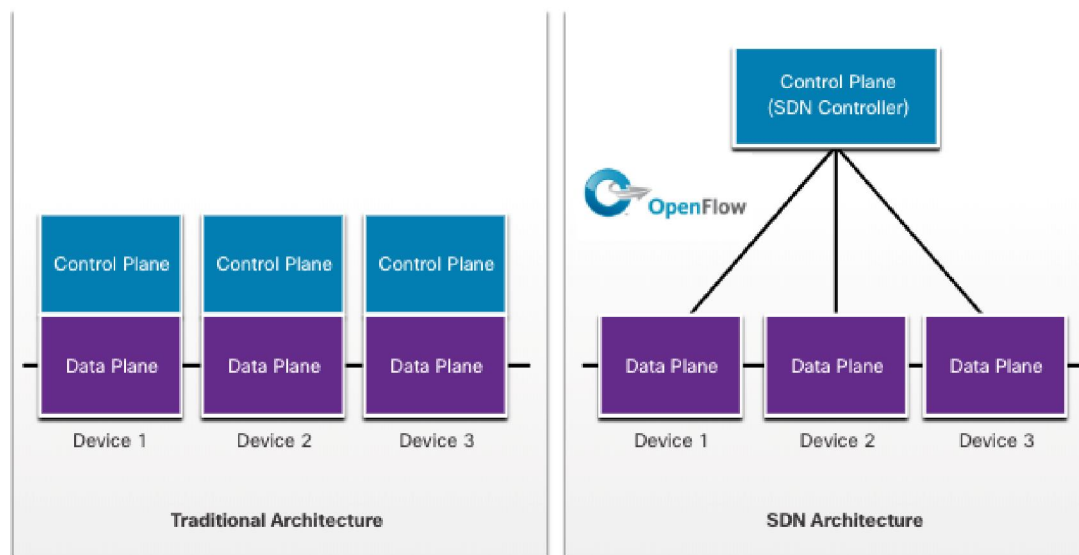 Control Plane
Data Plane
Device 1
Control Plane
Data Plane
Device 2
Control Plane
Data Plane
Device 3
Traditional Architecture
Control Plane
(SDN Controller)
OpenFlow
Data Plane
Device 1
Data Plane
Device 2
Data Plane
Device 3
SDN Architecture